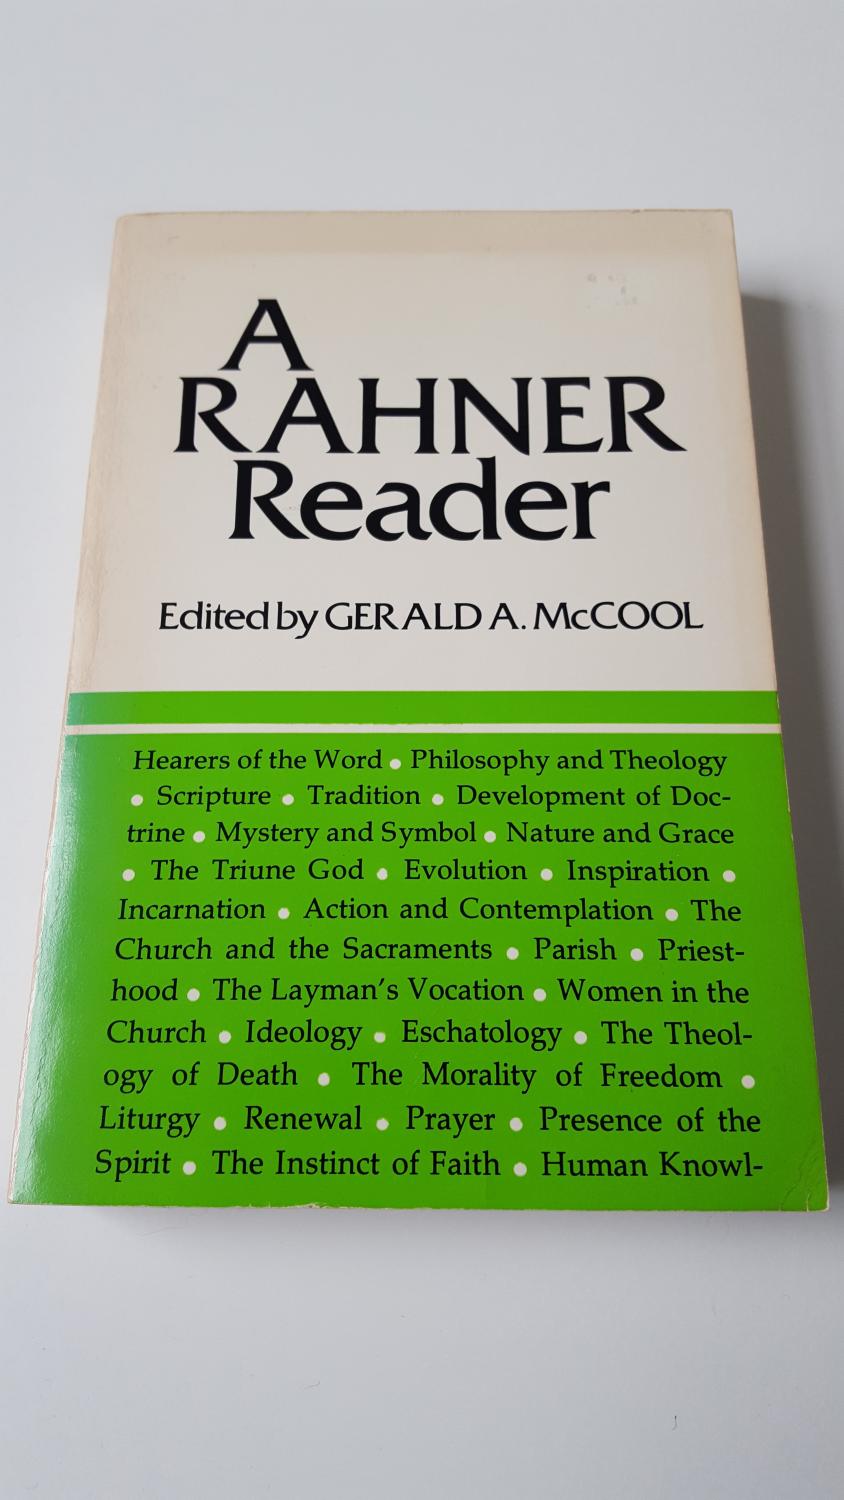 A
RAHNER
Reader
Edited by GERALD A. McCOOL
Hearers of the Word • Philosophy and Theology
• Scripture • Tradition • Development of Doc-
trine • Mystery and Symbol • Nature and Grace
• The Triune God • Evolution • Inspiration •
Incarnation • Action and Contemplation • The
Church and the Sacraments • Parish • Priest-
hood • The Layman's Vocation • Women in the
Church • Ideology • Eschatology • The Theol-
ogy of Death • The Morality of Freedom •
Liturgy • Renewal • Prayer • Presence of the
Spirit • The Instinct of Faith • Human Knowl-